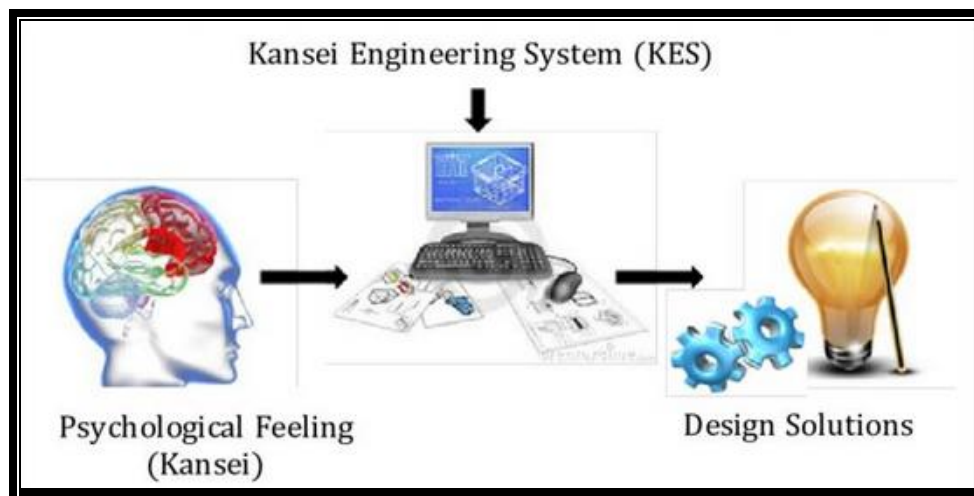 Kansei Engineering System (KES)
Psychological Feeling
(Kansei)
Design Solutions